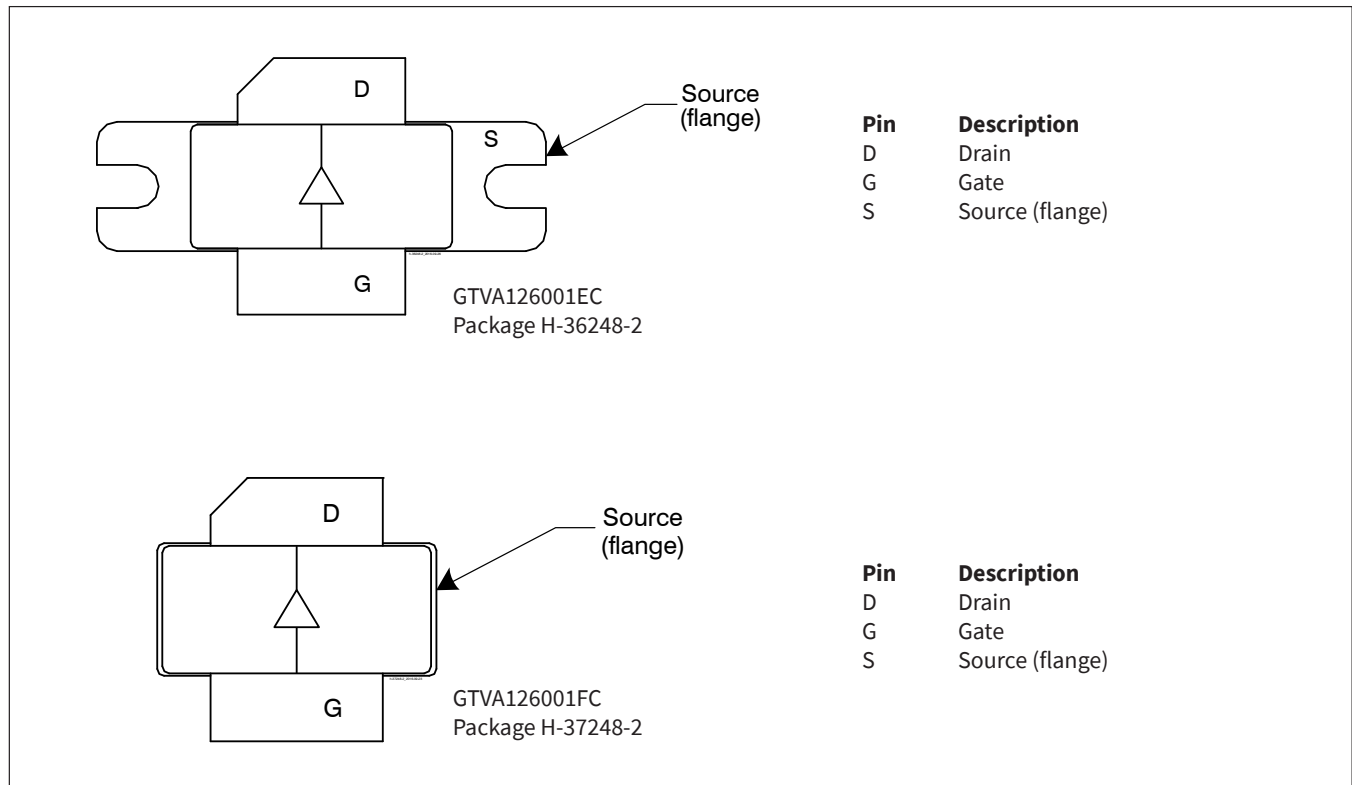 D
Source
(flange)
S
G
GTVA126001EC
Package H-36248-2
Pin Description
D Drain
G Gate
S Source (flange)
D
Source
(flange)
G
GTVA126001FC
Package H-37248-2
Pin Description
D Drain
G Gate
S Source (flange)